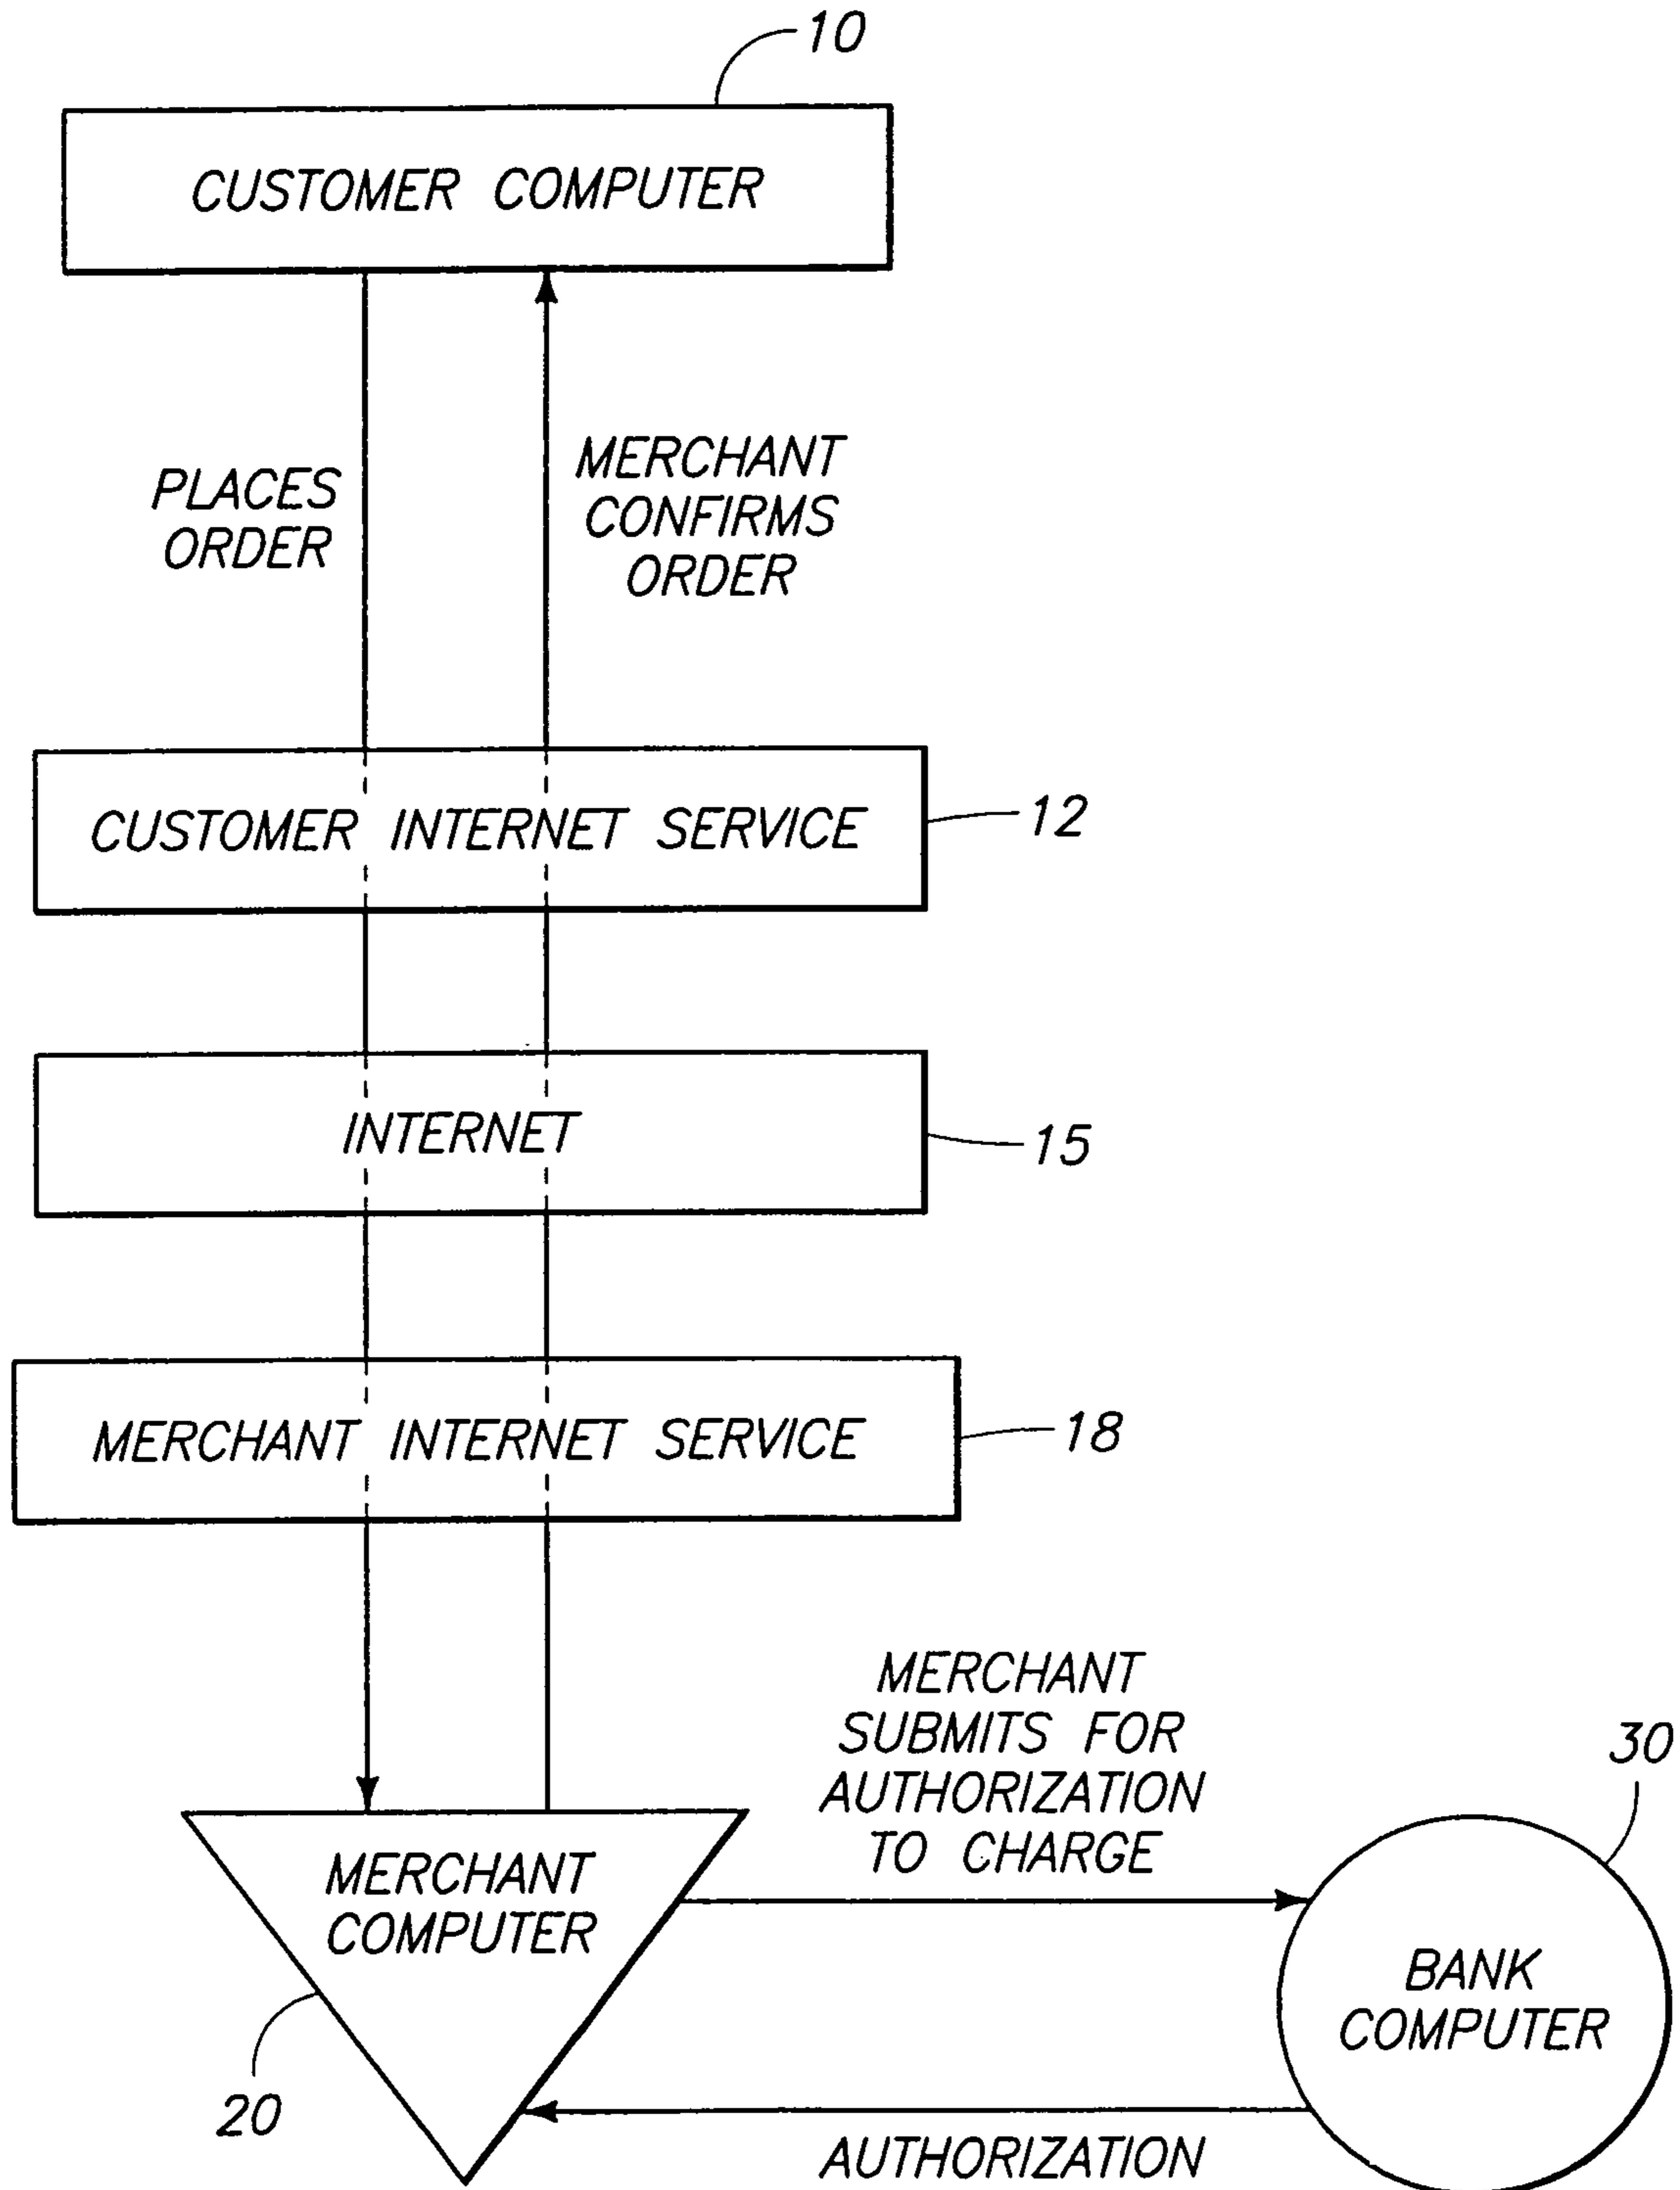 10
CUSTOMER COMPUTER
PLACES
ORDER
MERCHANT
CONFIRMS
ORDER
CUSTOMER INTERNET SERVICE
12
INTERNET
15
MERCHANT INTERNET SERVICE
18
MERCHANT
SUBMITS FOR
AUTHORIZATION
TO CHARGE
30
MERCHANT
COMPUTER
BANK
COMPUTER
20
AUTHORIZATION